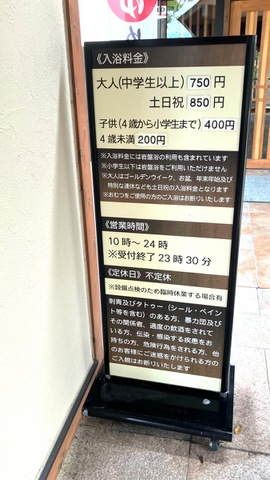 ゆ
《入浴料金》
大人(中学生以上) 750 円
土日祝 850 円
子供(4歳から小学生まで) 400円
4歳未満 200円
※入浴料金には岩盤浴の利用も含まれています
※小学生以下は岩盤浴をご利用いただけません
※大人はゴールデンウイーク、お盆、年末年始及び
特別な連休なども土日祝の入浴料金となります
※おむつをご使用の方のご入浴はお断りいたします
《営業時間》
10時〜24時
※受付終了23時30分
《定休日》不定休
※設備点検のため臨時休業する場合有
刺青及びタトゥー(シール・ペイン
ト等を含む)のある方、暴力団及び
その関係者、過度の飲酒をされて
いる方、伝染・感染する疾患をお
持ちの方、危険行為をされる方、他
のお客様にご迷惑をかけられる方の
ご入館はお断りいたします